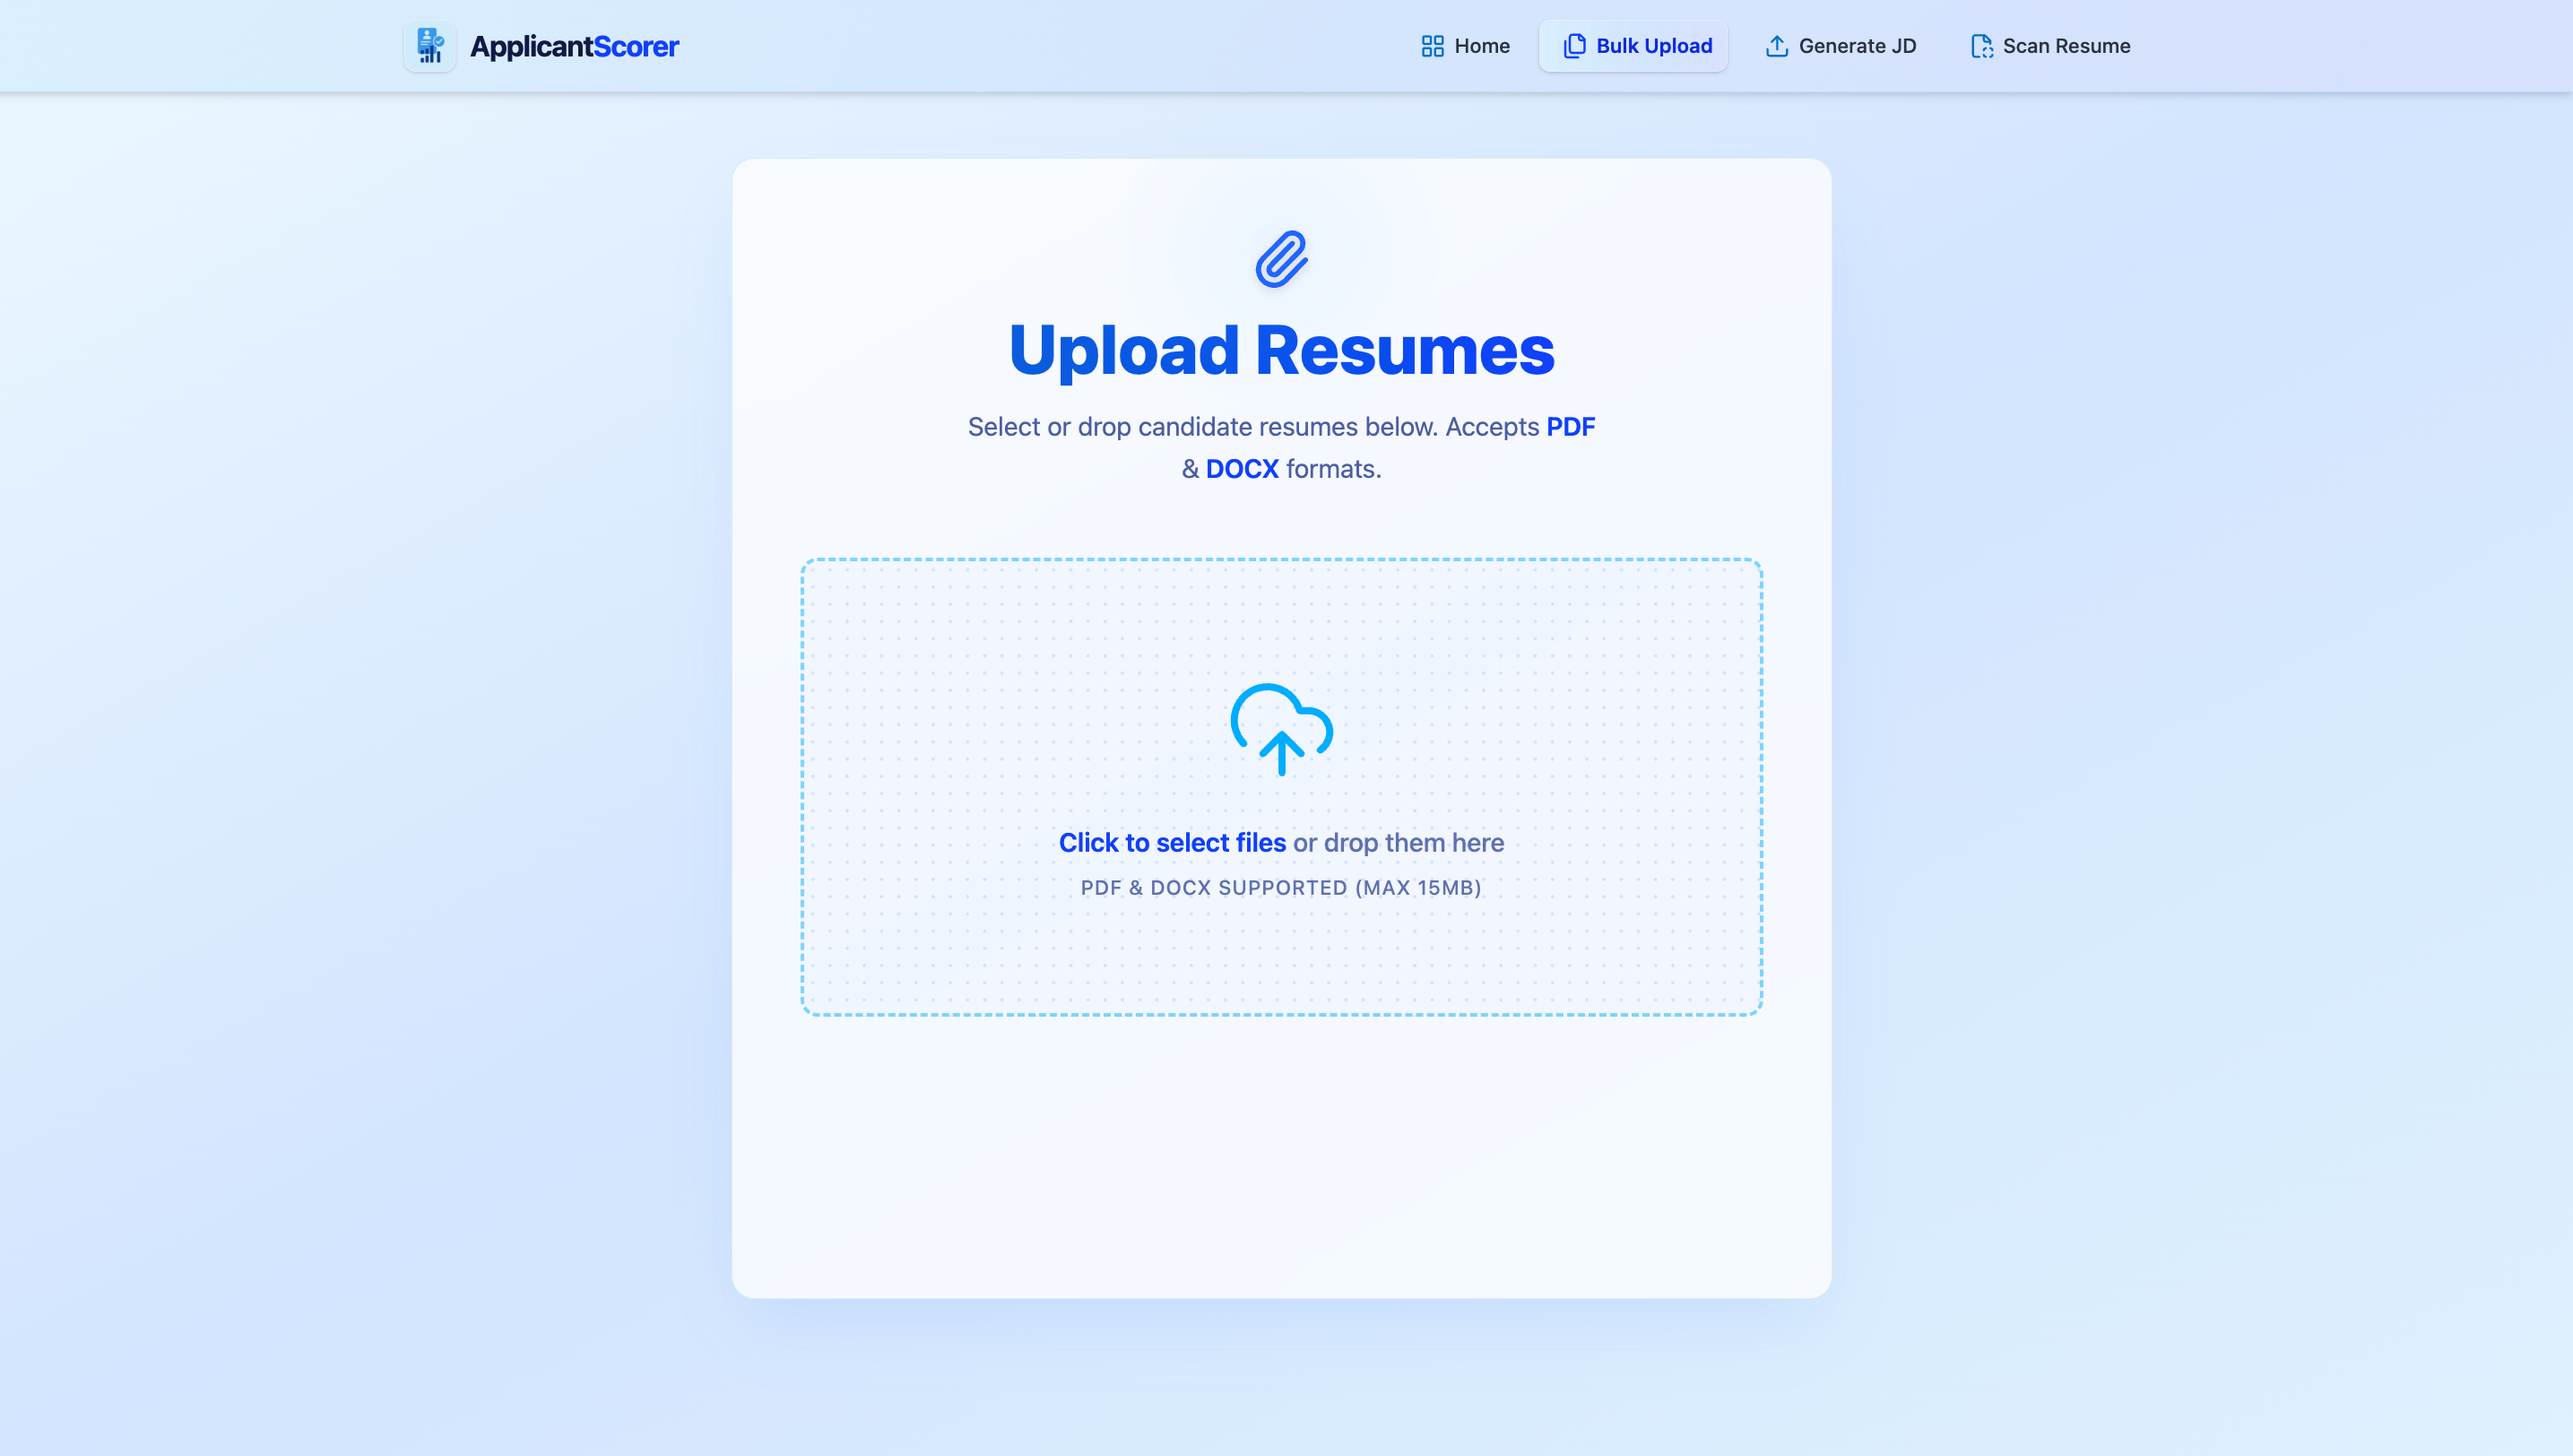 ApplicantScorer
Home
Bulk Upload
Generate JD
Scan Resume
Upload Resumes
Select or drop candidate resumes below. Accepts PDF
& DOCX formats.
Click to select files or drop them here
PDF & DOCX SUPPORTED (MAX 15MB)